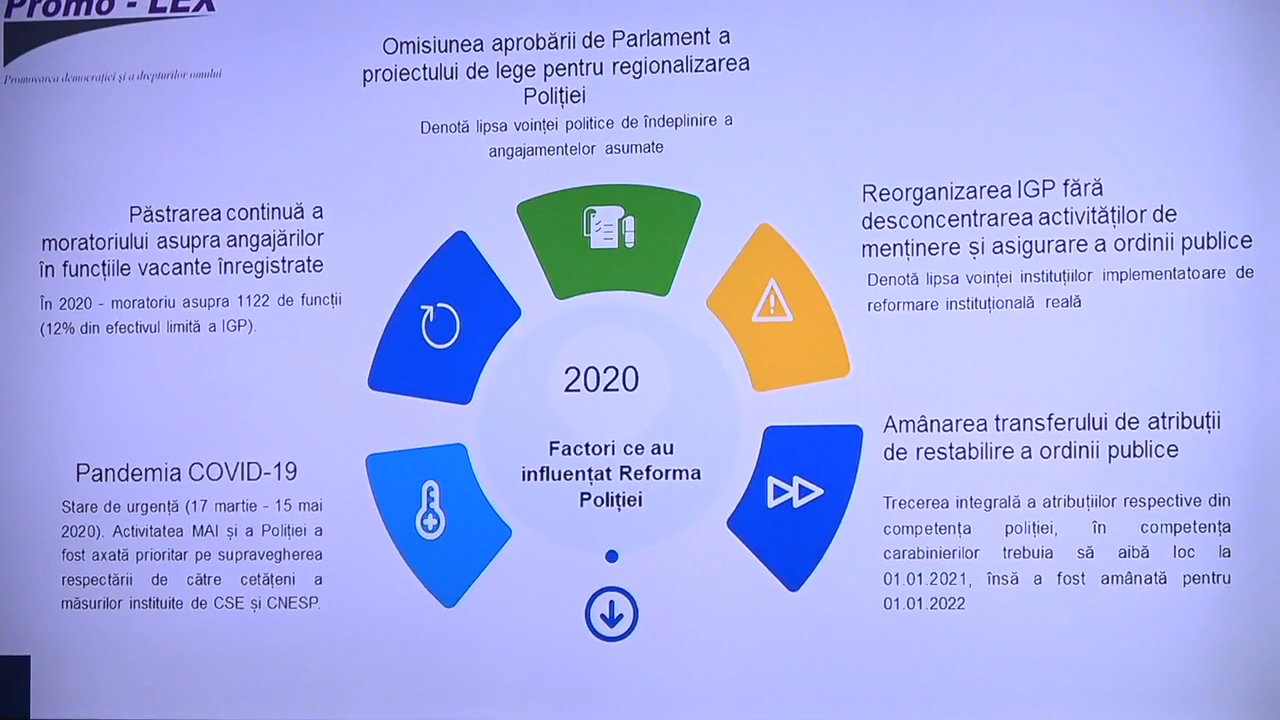 Promo - LEX
Promovarea democrației și a drepturilor omului
Omisiunea aprobării de Parlament a
proiectului de lege pentru regionalizarea
Poliției
Denotă lipsa voinței politice de îndeplinire a
angajamentelor asumate
Păstrarea continuă a
moratoriului asupra angajărilor
în funcțiile vacante înregistrate
În 2020 - moratoriu asupra 1122 de funcții
(12% din efectivul limită a IGP).
Reorganizarea IGP fără
desconcentrarea activităților de
menținere și asigurare a ordinii publice
Denotă lipsa voinței instituțiilor implementatoare de
reformare instituțională reală
2020
Factori ce au
influențat Reforma
Poliției
Pandemia COVID-19
Stare de urgență (17 martie - 15 mai
2020). Activitatea MAI și a Poliției a
fost axată prioritar pe supravegherea
respectării de către cetățeni a
măsurilor instituite de CSE și CNESP.
Amânarea transferului de atribuții
de restabilire a ordinii publice
Trecerea integrală a atribuțiilor respective din
competența poliției, în competența
carabinierilor trebuia să aibă loc la
01.01.2021, însă a fost amânată pentru
01.01.2022